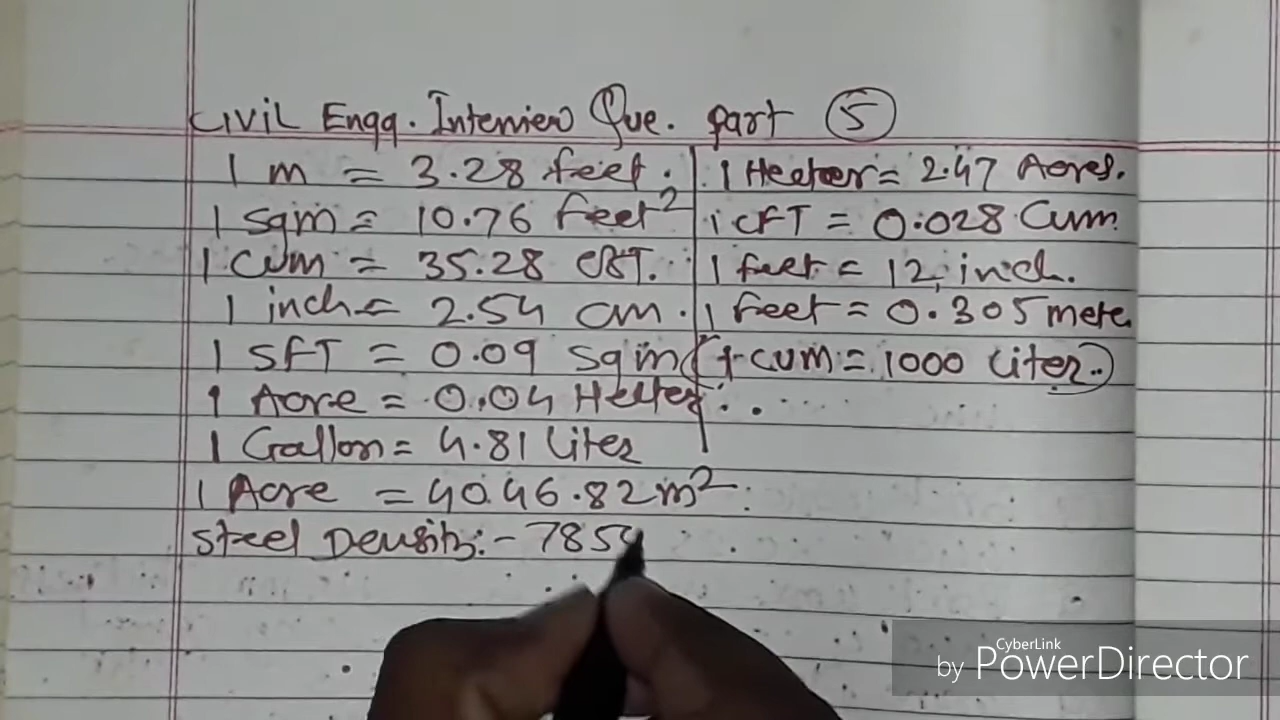 Civil Engg. Interview Que. part 5
1 m = 3.28 feet.
1 sqm = 10.76 feet²
1 Cum = 35.28 CFT.
1 inch = 2.54 cm.
1 SFT = 0.09 sqm
1 Acre = 0.04 Hecter
1 Gallon = 4.81 liter
1 Acre = 4046.82 m²
Steel Density:- 785
1 Hecter = 2.47 Acres.
1 CFT = 0.028 Cum
1 feet = 12, inch.
1 feet = 0.305 mete
1 cum = 1000 liter..
CyberLink
by PowerDirector